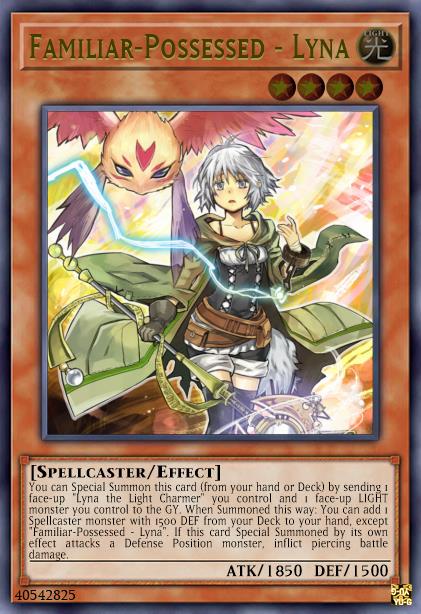 Familiar-Possessed - Lyna
LIGHT
光
[Spellcaster/Effect]
You can Special Summon this card (from your hand or Deck) by sending 1
face-up "Lyna the Light Charmer" you control and 1 face-up LIGHT
monster you control to the GY. When Summoned this way: You can add 1
Spellcaster monster with 1500 DEF from your Deck to your hand, except
"Familiar-Possessed - Lyna". If this card Special Summoned by its own
effect attacks a Defense Position monster, inflict piercing battle
damage.
ATK/1850 DEF/1500
40542825